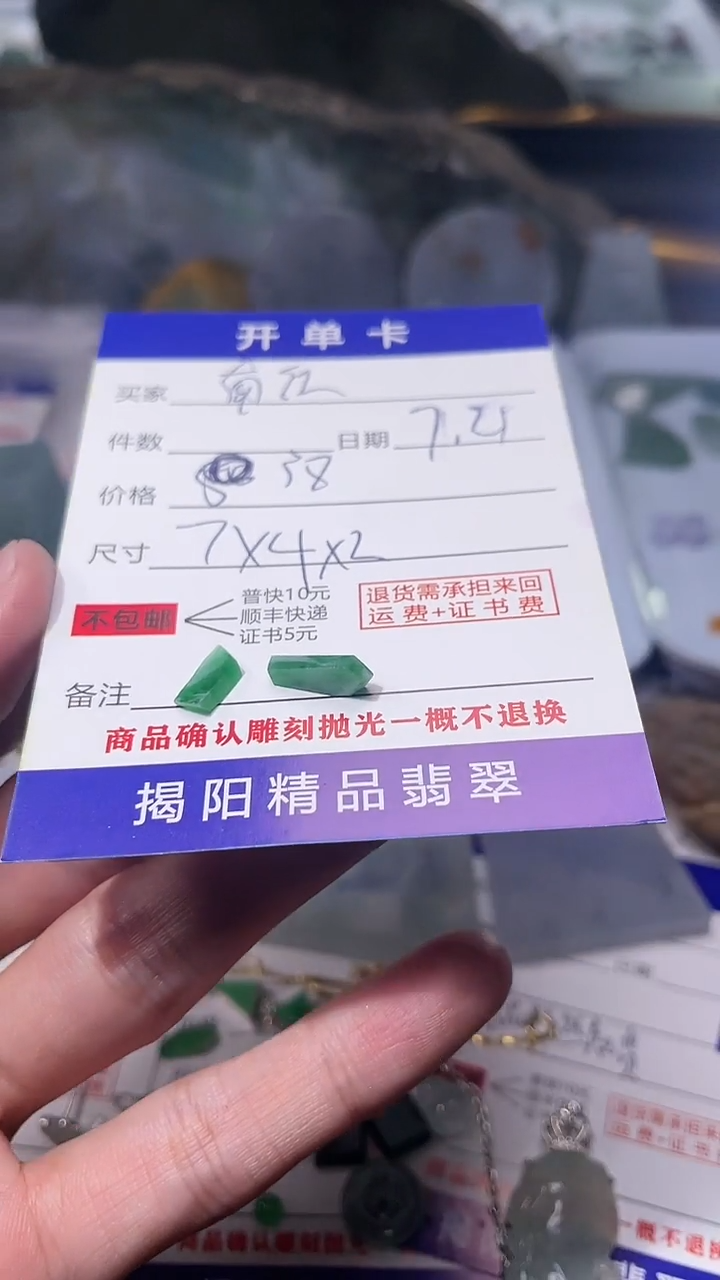 开单卡
买家
件数 日期 7.21
价格 38
尺寸 7X4X2
不包邮
普快10元
顺丰快递
证书5元
退货需承担来回
运费+证书费
备注
商品确认雕刻抛光一概不退换
揭阳精品翡翠